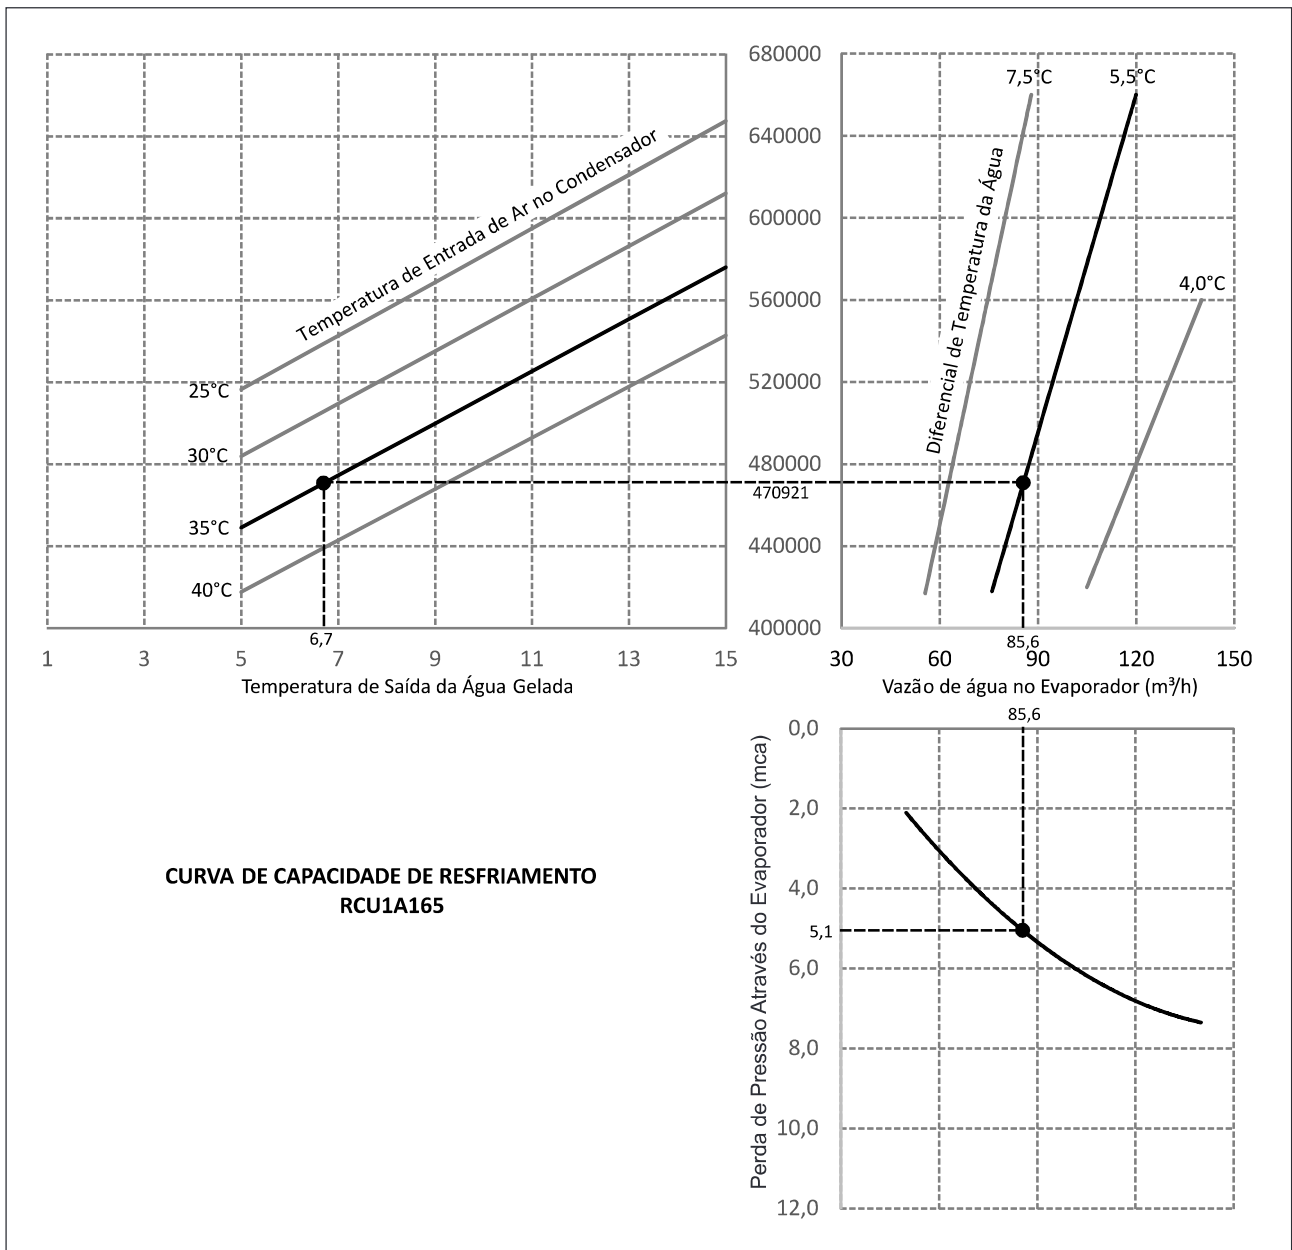 680000
640000
600000
560000
520000
480000
470921
440000
400000
Temperatura de Entrada de Ar no Condensador
25°C
30°C
35°C
40°C
6,7
1 3 5 7 9 11 13 15
Temperatura de Saída da Água Gelada
7,5°C 5,5°C
4,0°C
Diferencial de Temperatura da Água
85,6
30 60 90 120 150
Vazão de água no Evaporador (m³/h)
85,6
Perda de Pressão Através do Evaporador (mca)
0,0
2,0
4,0
5,1
6,0
8,0
10,0
12,0
CURVA DE CAPACIDADE DE RESFRIAMENTO
RCU1A165